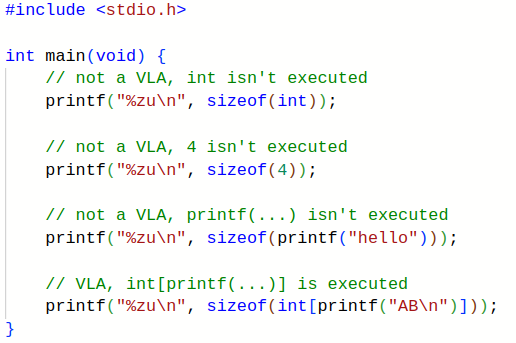 #include <stdio.h>
int main(void) {
// not a VLA, int isn't executed
printf("%zu\n", sizeof(int));
// not a VLA, 4 isn't executed
printf("%zu\n", sizeof(4));
// not a VLA, printf(...) isn't executed
printf("%zu\n", sizeof(printf("hello")));
// VLA, int[printf(...)] is executed
printf("%zu\n", sizeof(int[printf("AB\n")]));
}